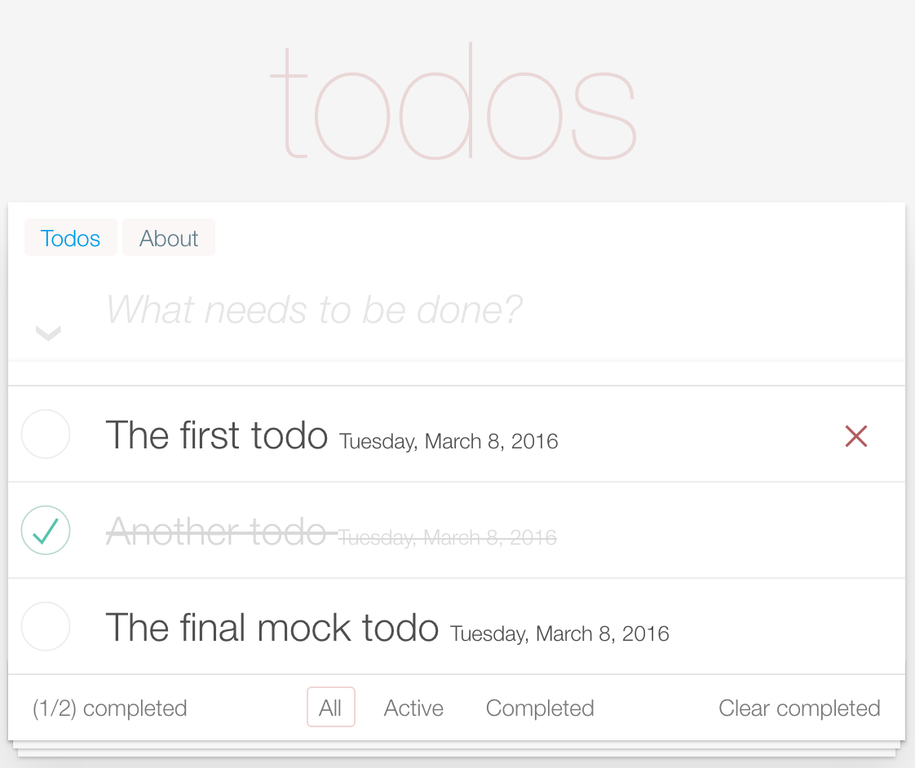 todos
Todos About
What needs to be done?
The first todo Tuesday, March 8, 2016
Another todo Tuesday, March 8, 2016
The final mock todo Tuesday, March 8, 2016
(1/2) completed All Active Completed Clear completed